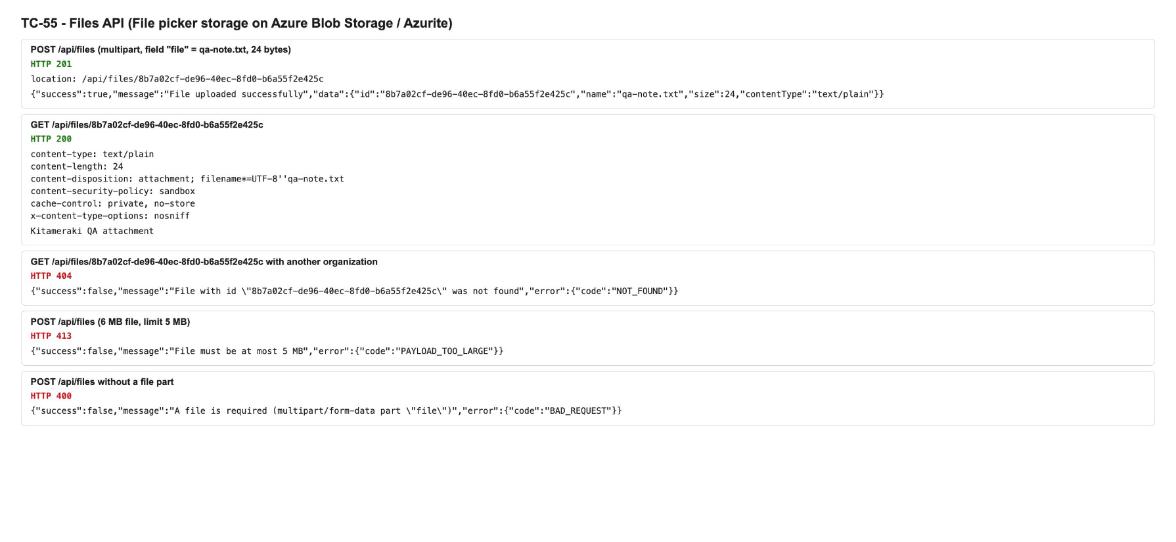 TC-55 - Files API (File picker storage on Azure Blob Storage / Azurite)
POST /api/files (multipart, field "file" = qa-note.txt, 24 bytes)
HTTP 201
location: /api/files/8b7a02cf-de96-40ec-8fd0-b6a55f2e425c
{"success":true,"message":"File uploaded successfully","data":{"id":"8b7a02cf-de96-40ec-8fd0-b6a55f2e425c","name":"qa-note.txt","size":24,"contentType":"text/plain"}}
GET /api/files/8b7a02cf-de96-40ec-8fd0-b6a55f2e425c
HTTP 200
content-type: text/plain
content-length: 24
content-disposition: attachment; filename*=UTF-8''qa-note.txt
content-security-policy: sandbox
cache-control: private, no-store
x-content-type-options: nosniff
Kitameraki QA attachment
GET /api/files/8b7a02cf-de96-40ec-8fd0-b6a55f2e425c with another organization
HTTP 404
{"success":false,"message":"File with id \"8b7a02cf-de96-40ec-8fd0-b6a55f2e425c\" was not found","error":{"code":"NOT_FOUND"}}
POST /api/files (6 MB file, limit 5 MB)
HTTP 413
{"success":false,"message":"File must be at most 5 MB","error":{"code":"PAYLOAD_TOO_LARGE"}}
POST /api/files without a file part
HTTP 400
{"success":false,"message":"A file is required (multipart/form-data part \"file\")","error":{"code":"BAD_REQUEST"}}